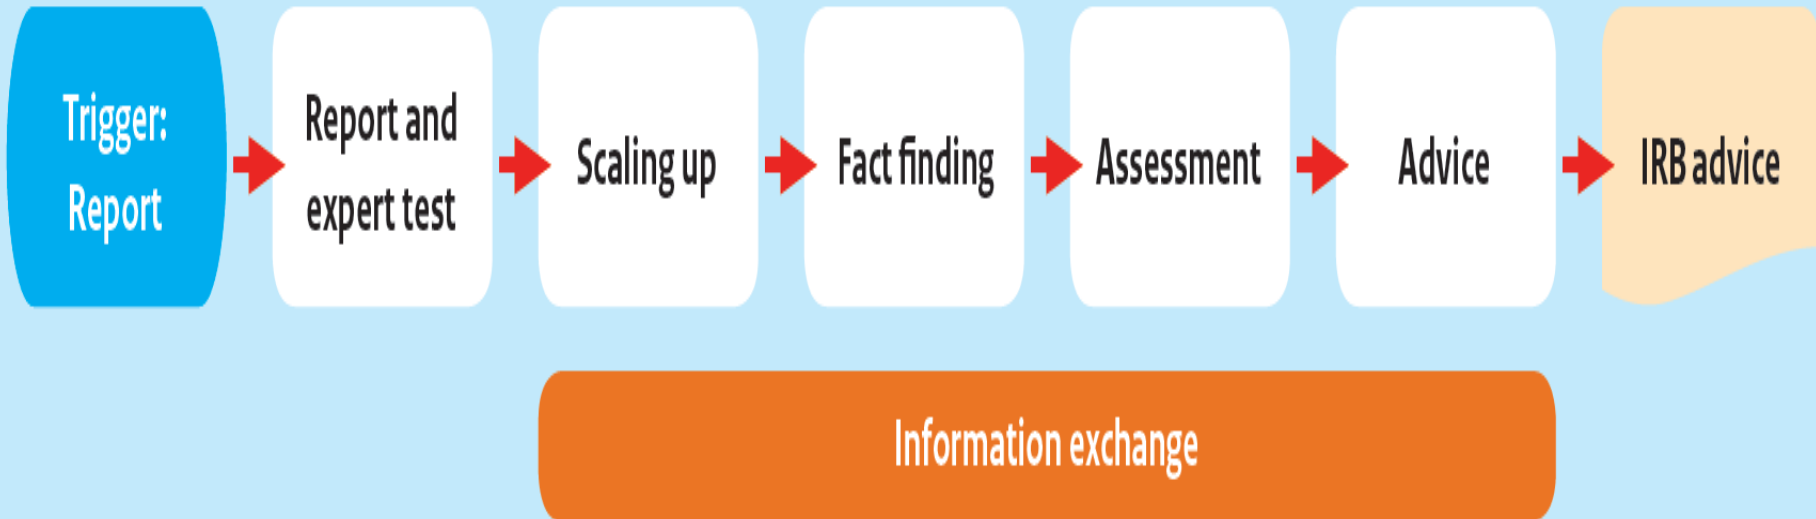 Trigger:
Report
Report and
expert test
Scaling up
Fact finding
Assessment
Advice
IRB advice
Information exchange